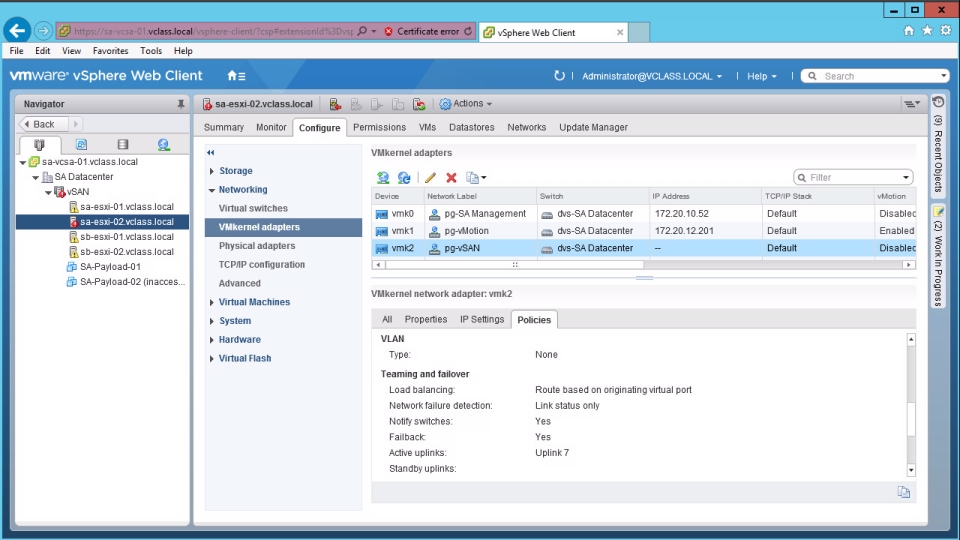 https://sa-vcsa-01.vclass.local/vsphere-client/?csp#extensionId%3Dvs
Certificate error
vSphere Web Client
File Edit View Favorites Tools Help
vmware® vSphere Web Client
Administrator@VCLASS.LOCAL
Help
Search
Navigator
Back
sa-vcsa-01.vclass.local
SA Datacenter
vSAN
sa-esxi-01.vclass.local
sa-esxi-02.vclass.local
sb-esxi-01.vclass.local
sb-esxi-02.vclass.local
SA-Payload-01
SA-Payload-02 (inacces...
sa-esxi-02.vclass.local
Actions
Summary Monitor Configure Permissions VMs Datastores Networks Update Manager
Storage
Networking
Virtual switches
VMkernel adapters
Physical adapters
TCP/IP configuration
Advanced
Virtual Machines
System
Hardware
Virtual Flash
VMkernel adapters
Filter
Device Network Label Switch IP Address TCP/IP Stack vMotion
vmk0 pg-SA Management dvs-SA Datacenter 172.20.10.52 Default Disabled
vmk1 pg-vMotion dvs-SA Datacenter 172.20.12.201 Default Enabled
vmk2 pg-vSAN dvs-SA Datacenter -- Default Disabled
VMkernel network adapter: vmk2
All Properties IP Settings Policies
VLAN
Type: None
Teaming and failover
Load balancing: Route based on originating virtual port
Network failure detection: Link status only
Notify switches: Yes
Failback: Yes
Active uplinks: Uplink 7
Standby uplinks:
(9) Recent Objects
(2) Work In Progress